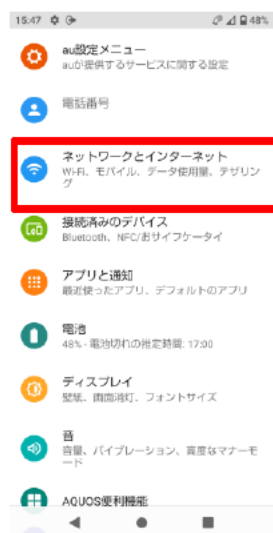 15:47 48%
au設定メニュー
auが提供するサービスに関する設定
電話番号
ネットワークとインターネット
Wi-Fi、モバイル、データ使用量、テザリン
グ
接続済みのデバイス
Bluetooth、NFC/おサイフケータイ
アプリと通知
最近使ったアプリ、デフォルトのアプリ
電池
48% - 電池切れの推定時間: 17:00
ディスプレイ
壁紙、画面消灯、フォントサイズ
音
音量、バイブレーション、高度なマナーモ
ード
AQUOS便利機能